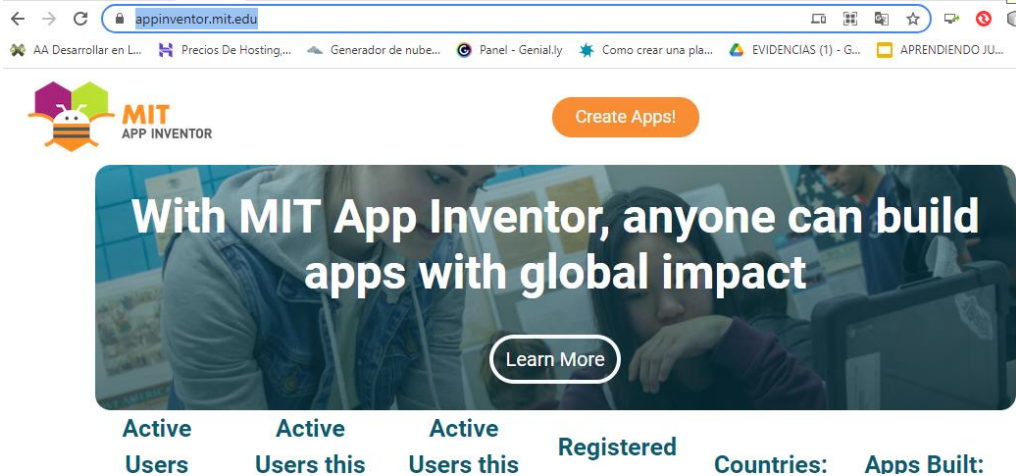 appinventor.mit.edu
AA Desarrollar en L... Precios De Hosting,... Generador de nube... Panel - Genial.ly Como crear una pla... EVIDENCIAS (1) - G... APRENDIENDO JU...
MIT
APP INVENTOR
Create Apps!
With MIT App Inventor, anyone can build
apps with global impact
Learn More
Active Users
Active Users this
Active Users this
Registered
Countries:
Apps Built: